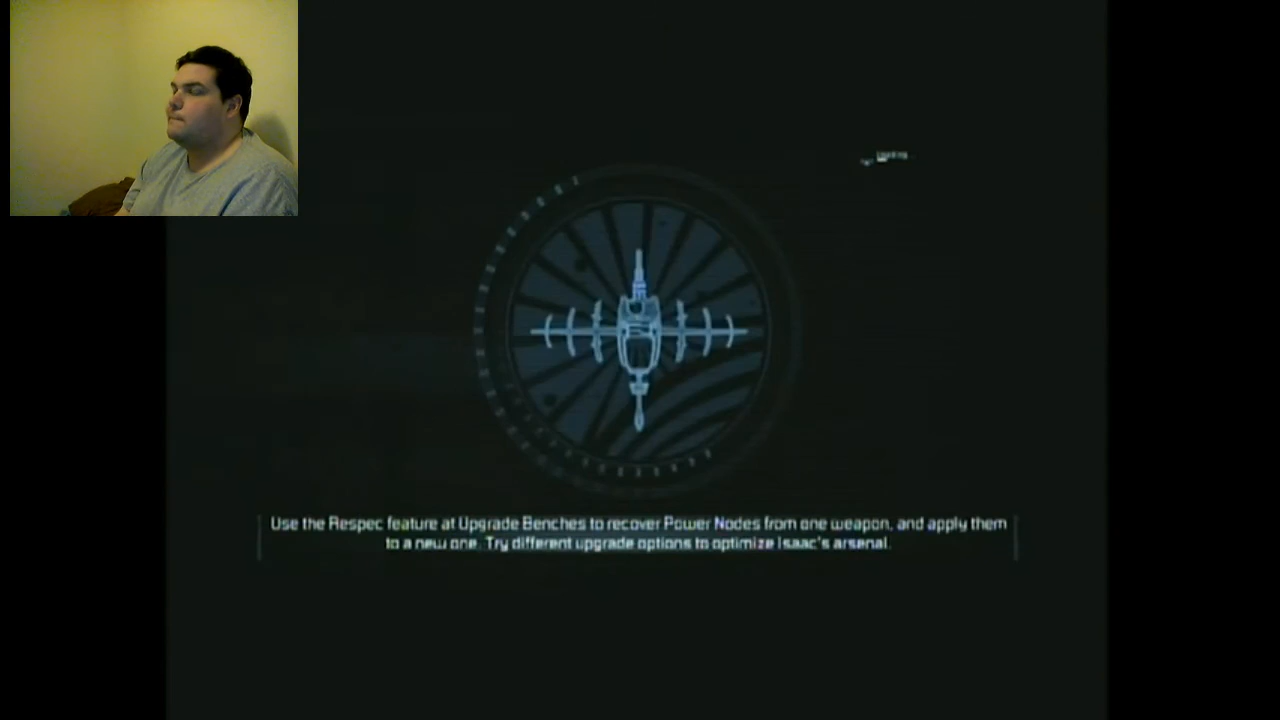 Use the Respec feature at Upgrade Benches to recover Power Nodes from one weapon, and apply them
to a new one. Try different upgrade options to optimize Isaac's arsenal.